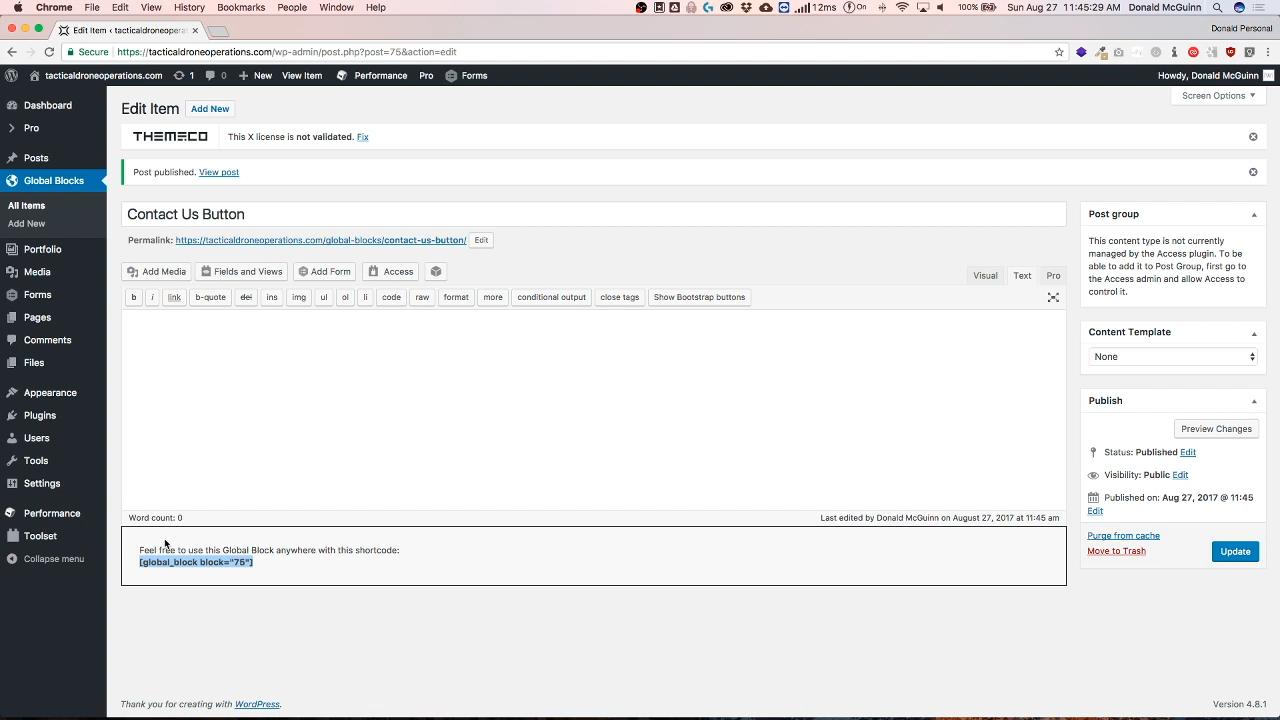 Chrome File Edit View History Bookmarks People Window Help 12ms On 100% Sun Aug 27 11:45:29 AM Donald McGuinn
Edit Item ‹ tacticaldroneoperat Donald Personal
Secure https://tacticaldroneoperations.com/wp-admin/post.php?post=75&action=edit
tacticaldroneoperations.com 1 0 New View Item Performance Pro Forms Howdy, Donald McGuinn
Screen Options
Dashboard
Pro
Posts
Global Blocks
All Items
Add New
Portfolio
Media
Forms
Pages
Comments
Files
Appearance
Plugins
Users
Tools
Settings
Performance
Toolset
Collapse menu
Edit Item Add New
THEMECO This X license is not validated. Fix
Post published. View post
Contact Us Button
Permalink: https://tacticaldroneoperations.com/global-blocks/contact-us-button/ Edit
Add Media Fields and Views Add Form Access Visual Text Pro
b i link b-quote del ins img ul ol li code raw format more conditional output close tags Show Bootstrap buttons
Word count: 0 Last edited by Donald McGuinn on August 27, 2017 at 11:45 am
Feel free to use this Global Block anywhere with this shortcode:
[global_block block="75"]
Post group
This content type is not currently
managed by the Access plugin. To be
able to add it to Post Group, first go to
the Access admin and allow Access to
control it.
Content Template
None
Publish
Preview Changes
Status: Published Edit
Visibility: Public Edit
Published on: Aug 27, 2017 @ 11:45
Edit
Purge from cache
Move to Trash Update
Thank you for creating with WordPress. Version 4.8.1